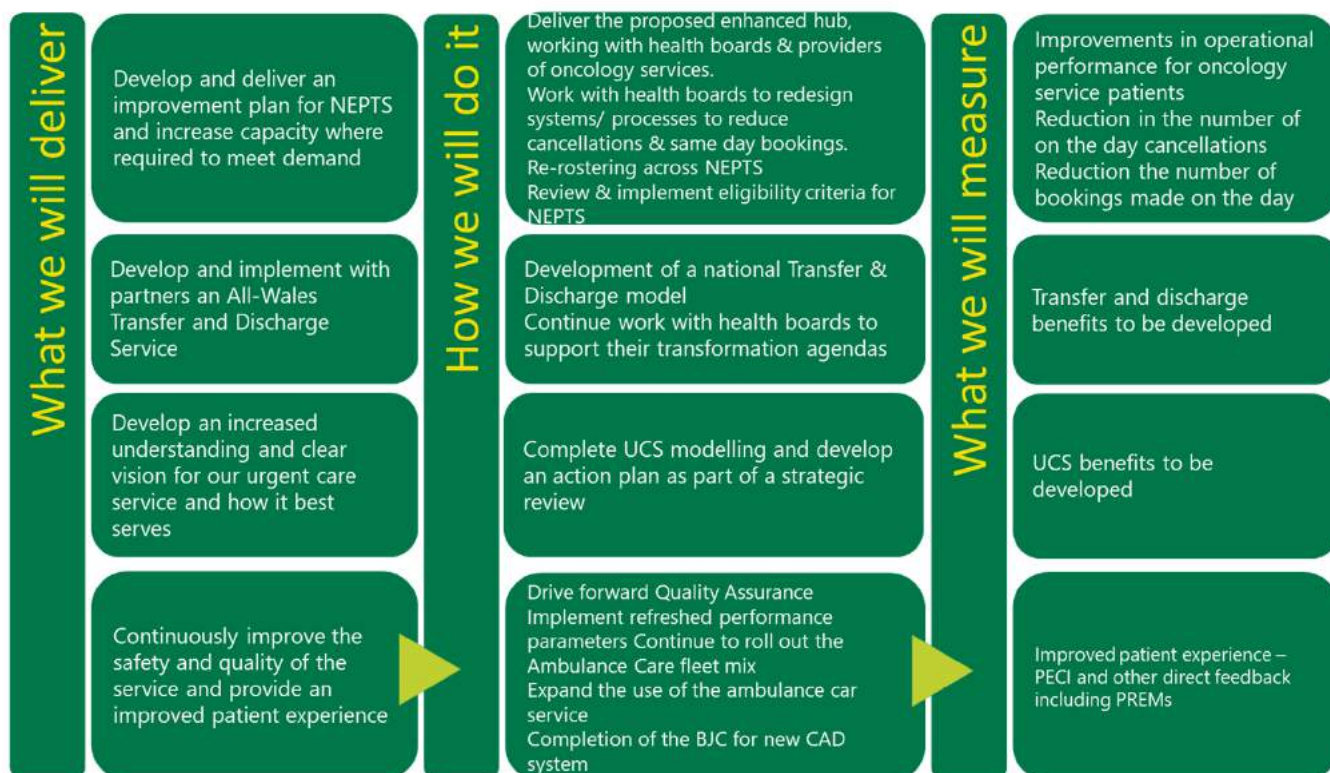 What we will deliver
Develop and deliver an
improvement plan for NEPTS
and increase capacity where
required to meet demand
Develop and implement with
partners an All-Wales
Transfer and Discharge
Service
Develop an increased
understanding and clear
vision for our urgent care
service and how it best
serves
Continuously improve the
safety and quality of the
service and provide an
improved patient experience
How we will do it
Deliver the proposed enhanced hub,
working with health boards & providers
of oncology services.
Work with health boards to redesign
systems/ processes to reduce
cancellations & same day bookings.
Re-rostering across NEPTS
Review & implement eligibility criteria for
NEPTS
Development of a national Transfer &
Discharge model
Continue work with health boards to
support their transformation agendas
Complete UCS modelling and develop
an action plan as part of a strategic
review
Drive forward Quality Assurance
Implement refreshed performance
parameters Continue to roll out the
Ambulance Care fleet mix
Expand the use of the ambulance car
service
Completion of the BJC for new CAD
system
What we will measure
Improvements in operational
performance for oncology
service patients
Reduction in the number of
on the day cancellations
Reduction the number of
bookings made on the day
Transfer and discharge
benefits to be developed
UCS benefits to be
developed
Improved patient experience –
PECI and other direct feedback
including PREMs